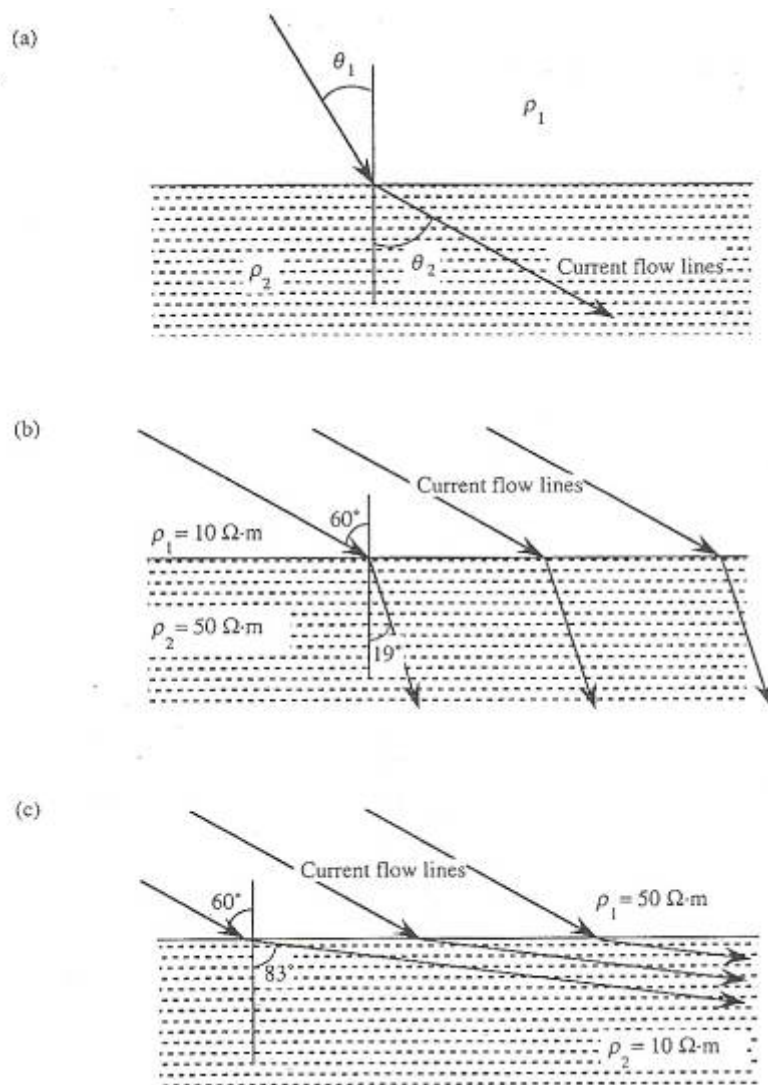 (a)
θ₁
ρ₁
ρ₂
θ₂
Current flow lines
(b)
Current flow lines
60°
ρ₁ = 10 Ω·m
ρ₂ = 50 Ω·m
19°
(c)
Current flow lines
60°
ρ₁ = 50 Ω·m
83°
ρ₂ = 10 Ω·m